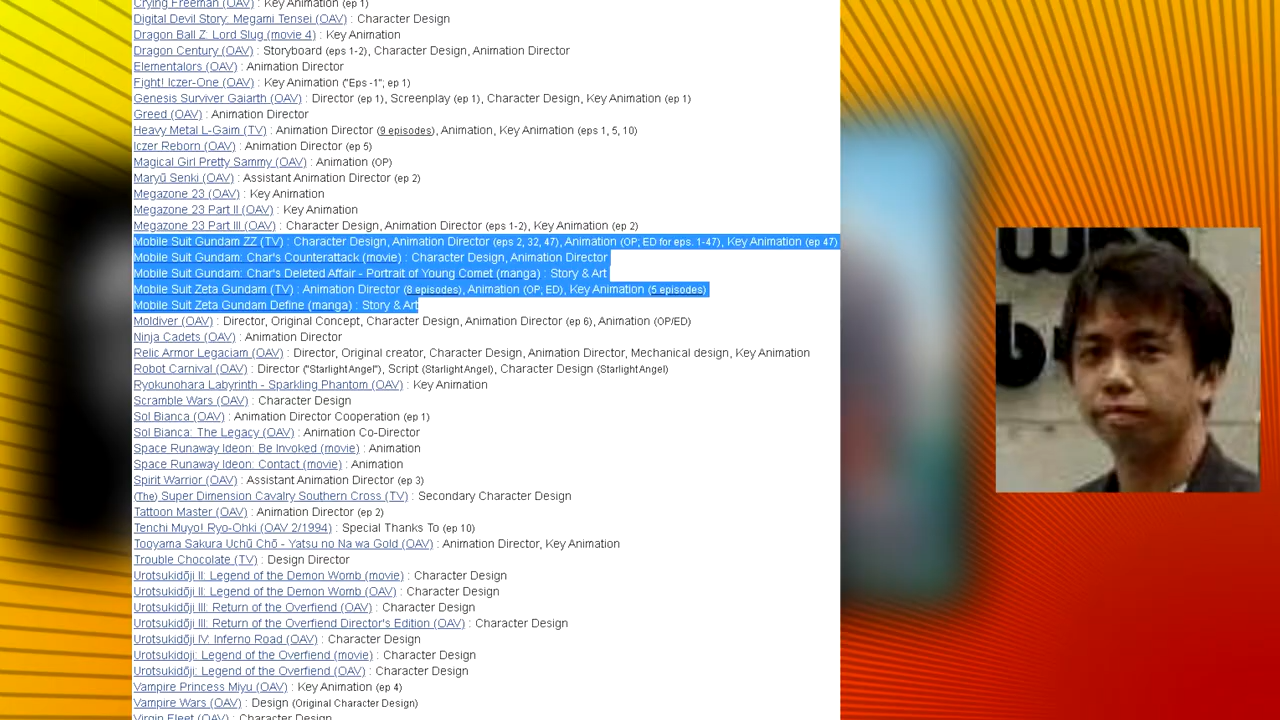 Crying Freeman (OAV) : Key Animation (ep 1)
Digital Devil Story: Megami Tensei (OAV) : Character Design
Dragon Ball Z: Lord Slug (movie 4) : Key Animation
Dragon Century (OAV) : Storyboard (eps 1-2), Character Design, Animation Director
Elementalors (OAV) : Animation Director
Fight! Iczer-One (OAV) : Key Animation ("Eps -1"; ep 1)
Genesis Surviver Gaiarth (OAV) : Director (ep 1), Screenplay (ep 1), Character Design, Key Animation (ep 1)
Greed (OAV) : Animation Director
Heavy Metal L-Gaim (TV) : Animation Director (9 episodes), Animation, Key Animation (eps 1, 5, 10)
Iczer Reborn (OAV) : Animation Director (ep 5)
Magical Girl Pretty Sammy (OAV) : Animation (OP)
Maryū Senki (OAV) : Assistant Animation Director (ep 2)
Megazone 23 (OAV) : Key Animation
Megazone 23 Part II (OAV) : Key Animation
Megazone 23 Part III (OAV) : Character Design, Animation Director (eps 1-2), Key Animation (ep 2)
Mobile Suit Gundam ZZ (TV) : Character Design, Animation Director (eps 2, 32, 47), Animation (OP; ED for eps. 1-47), Key Animation (ep 47)
Mobile Suit Gundam: Char's Counterattack (movie) : Character Design, Animation Director
Mobile Suit Gundam: Char's Deleted Affair - Portrait of Young Comet (manga) : Story & Art
Mobile Suit Zeta Gundam (TV) : Animation Director (8 episodes), Animation (OP; ED), Key Animation (5 episodes)
Mobile Suit Zeta Gundam Define (manga) : Story & Art
Moldiver (OAV) : Director, Original Concept, Character Design, Animation Director (ep 6), Animation (OP/ED)
Ninja Cadets (OAV) : Animation Director
Relic Armor Legaciam (OAV) : Director, Original creator, Character Design, Animation Director, Mechanical design, Key Animation
Robot Carnival (OAV) : Director ("Starlight Angel"), Script (Starlight Angel), Character Design (Starlight Angel)
Ryokunohara Labyrinth - Sparkling Phantom (OAV) : Key Animation
Scramble Wars (OAV) : Character Design
Sol Bianca (OAV) : Animation Director Cooperation (ep 1)
Sol Bianca: The Legacy (OAV) : Animation Co-Director
Space Runaway Ideon: Be Invoked (movie) : Animation
Space Runaway Ideon: Contact (movie) : Animation
Spirit Warrior (OAV) : Assistant Animation Director (ep 3)
(The) Super Dimension Cavalry Southern Cross (TV) : Secondary Character Design
Tattoon Master (OAV) : Animation Director (ep 2)
Tenchi Muyo! Ryo-Ohki (OAV 2/1994) : Special Thanks To (ep 10)
Tooyama Sakura Uchū Chō - Yatsu no Na wa Gold (OAV) : Animation Director, Key Animation
Trouble Chocolate (TV) : Design Director
Urotsukidōji II: Legend of the Demon Womb (movie) : Character Design
Urotsukidōji II: Legend of the Demon Womb (OAV) : Character Design
Urotsukidōji III: Return of the Overfiend (OAV) : Character Design
Urotsukidōji III: Return of the Overfiend Director's Edition (OAV) : Character Design
Urotsukidōji IV: Inferno Road (OAV) : Character Design
Urotsukidoji: Legend of the Overfiend (movie) : Character Design
Urotsukidōji: Legend of the Overfiend (OAV) : Character Design
Vampire Princess Miyu (OAV) : Key Animation (ep 4)
Vampire Wars (OAV) : Design (Original Character Design)
Virgin Fleet (OAV) : Character Design